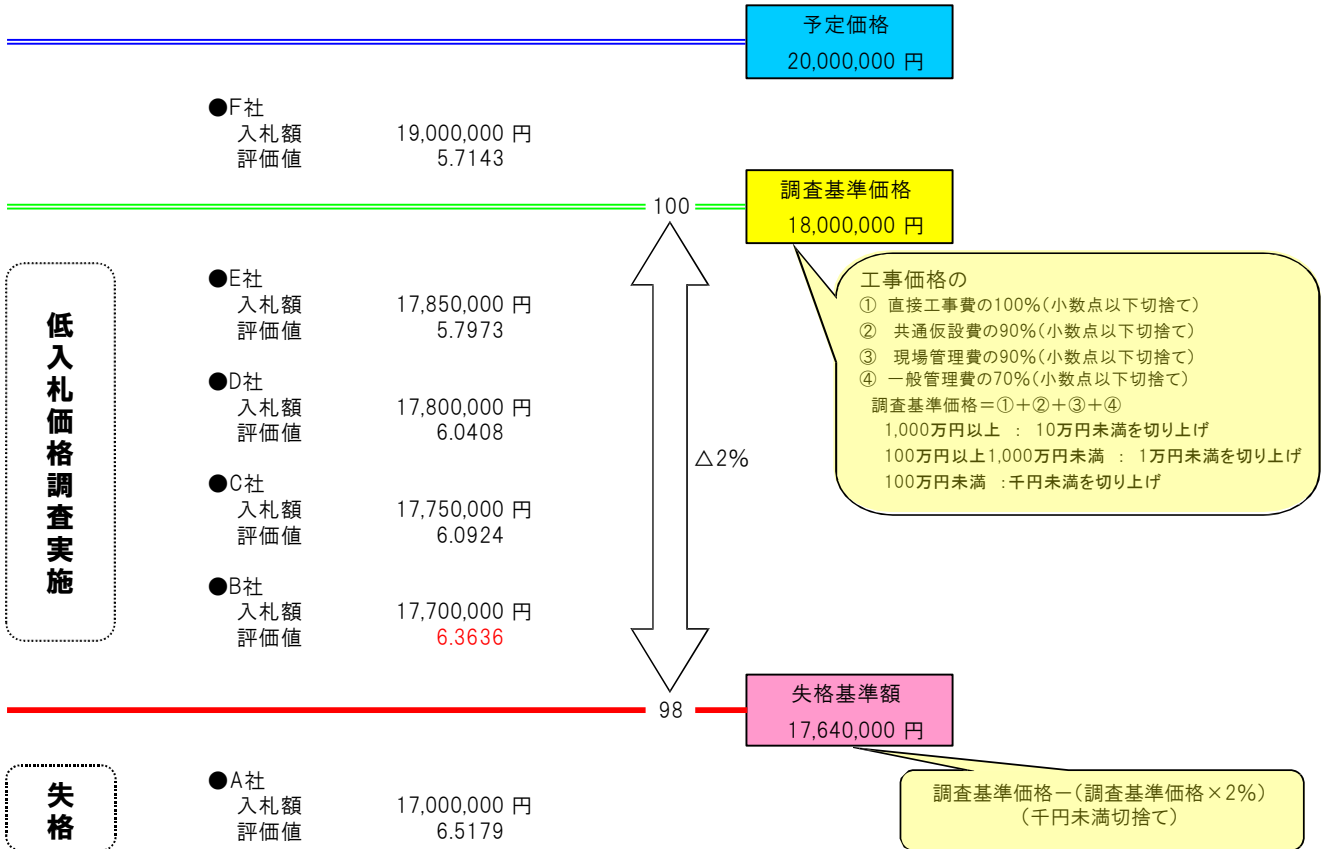 予定価格
20,000,000 円
●F社
入札額 19,000,000 円
評価値 5.7143
100
調査基準価格
18,000,000 円
低入札価格調査実施
●E社
入札額 17,850,000 円
評価値 5.7973
●D社
入札額 17,800,000 円
評価値 6.0408
●C社
入札額 17,750,000 円
評価値 6.0924
●B社
入札額 17,700,000 円
評価値 6.3636
△2%
工事価格の
① 直接工事費の100%(小数点以下切捨て)
② 共通仮設費の90%(小数点以下切捨て)
③ 現場管理費の90%(小数点以下切捨て)
④ 一般管理費の70%(小数点以下切捨て)
調査基準価格=①+②+③+④
1,000万円以上 : 10万円未満を切り上げ
100万円以上1,000万円未満 : 1万円未満を切り上げ
100万円未満 :千円未満を切り上げ
98
失格基準額
17,640,000 円
失格
●A社
入札額 17,000,000 円
評価値 6.5179
調査基準価格-(調査基準価格×2%)
(千円未満切捨て)